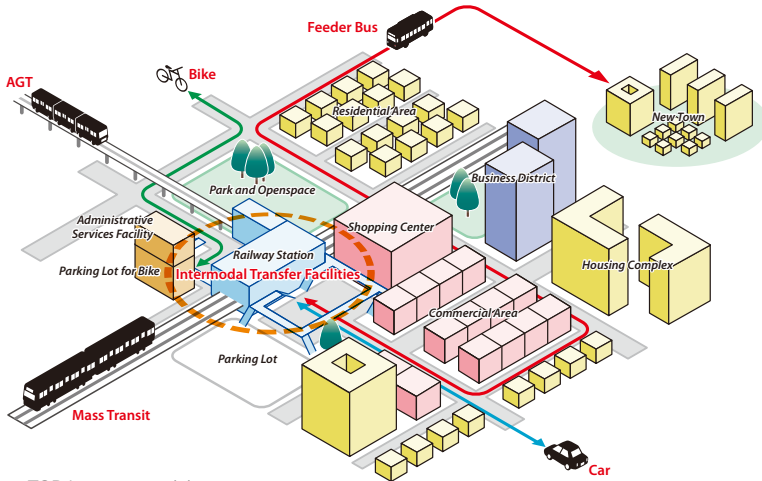 Feeder Bus
AGT
Bike
Residential Area
New Town
Park and Openspace
Business District
Administrative
Services Facility
Shopping Center
Railway Station
Parking Lot for Bike
Intermodal Transfer Facilities
Housing Complex
Commercial Area
Parking Lot
Mass Transit
Car